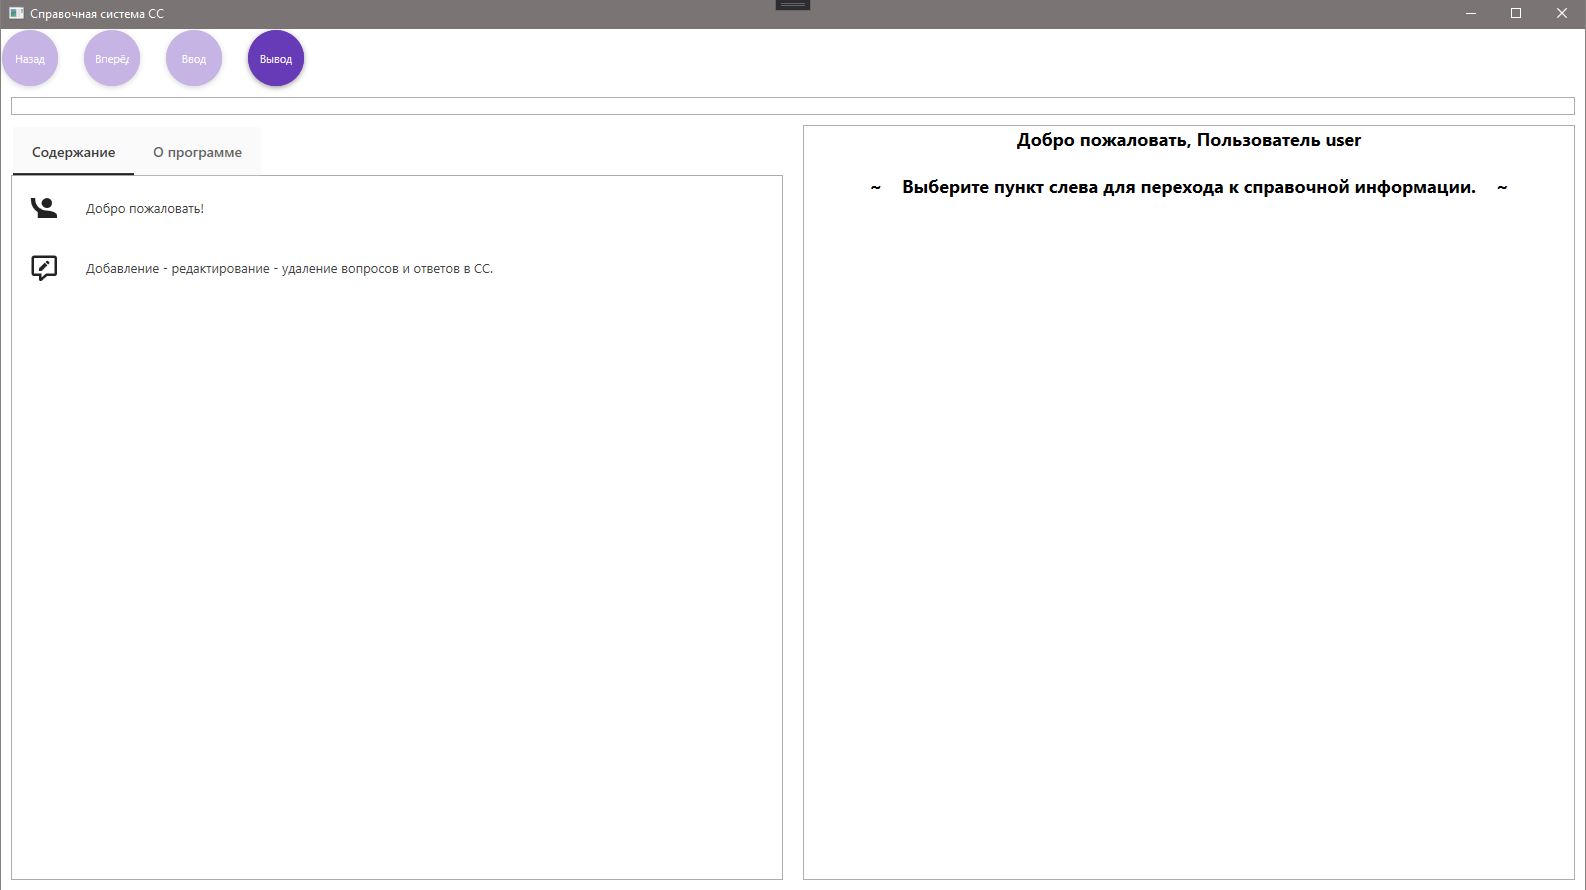 Справочная система СС
Назад
Вперёд
Ввод
Вывод
Содержание
О программе
Добро пожаловать!
Добавление - редактирование - удаление вопросов и ответов в СС.
Добро пожаловать, Пользователь user
~ Выберите пункт слева для перехода к справочной информации. ~